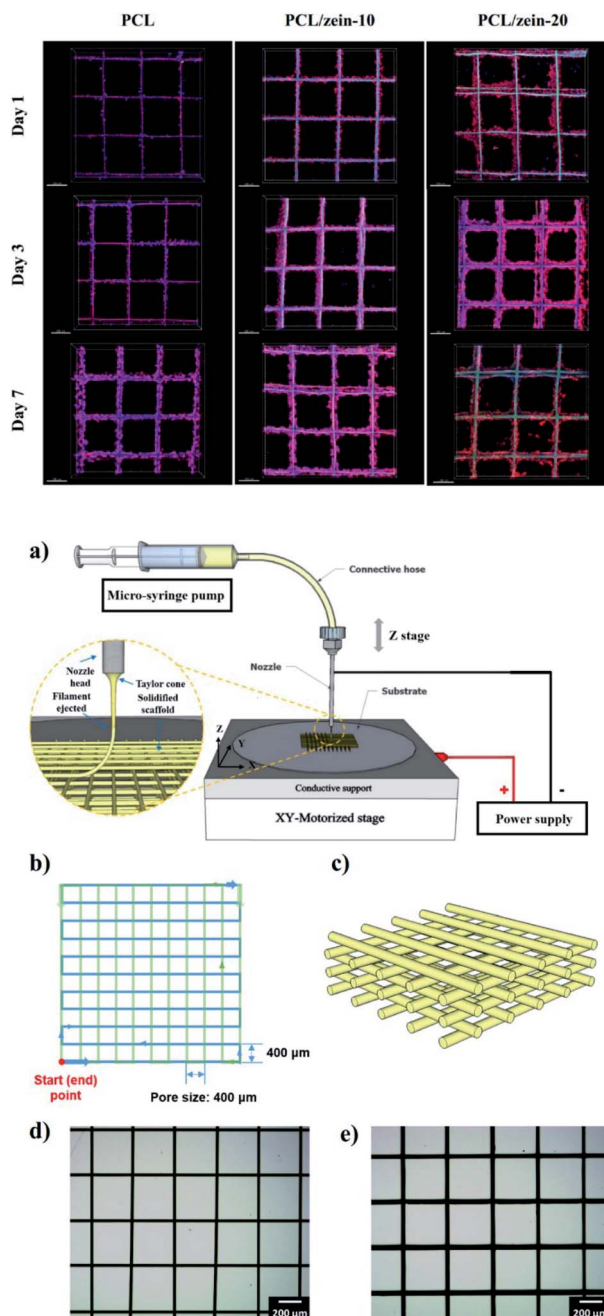 PCL PCL/zein-10 PCL/zein-20
Day 1
Day 3
Day 7
a)
Micro-syringe pump
Connective hose
Z stage
Nozzle
Substrate
Nozzle
head
Filament
ejected
Taylor cone
Solidified
scaffold
Z
Y
X
Conductive support
XY-Motorized stage
+
-
Power supply
b)
400 µm
Start (end)
point
Pore size: 400 µm
c)
d)
200 µm
e)
200 µm